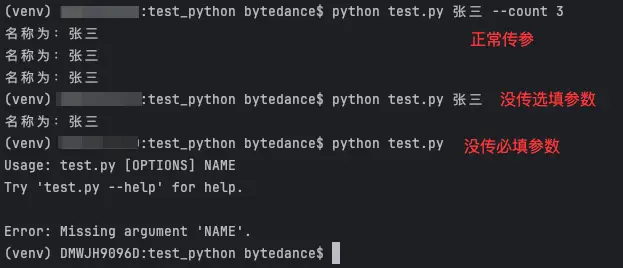 (venv) :test_python bytedance$ python test.py 张三 --count 3
名称为：张三 正常传参
名称为：张三
名称为：张三
(venv) :test_python bytedance$ python test.py 张三 没传选填参数
名称为：张三
(venv) :test_python bytedance$ python test.py 没传必填参数
Usage: test.py [OPTIONS] NAME
Try 'test.py --help' for help.
Error: Missing argument 'NAME'.
(venv) DMWJH9096D:test_python bytedance$